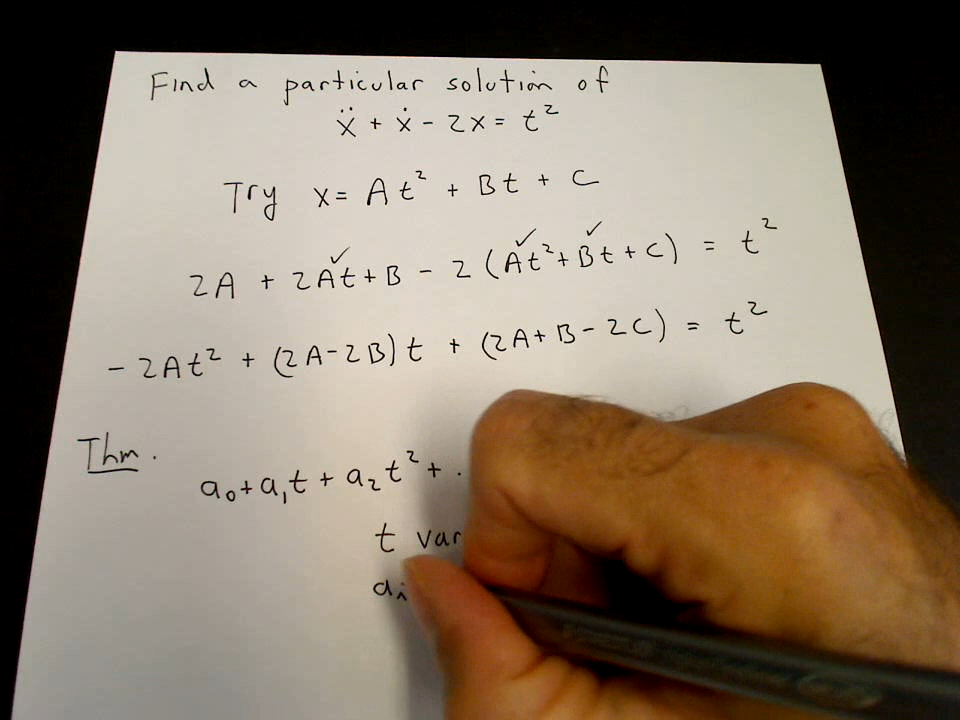 Find a particular solution of
ẍ + ẋ - 2x = t²
Try x = At² + Bt + C
2A + 2At + B - 2 (At² + Bt + C) = t²
- 2At² + (2A - 2B) t + (2A + B - 2C) = t²
Thm.
a₀ + a₁t + a₂t² + .
t var